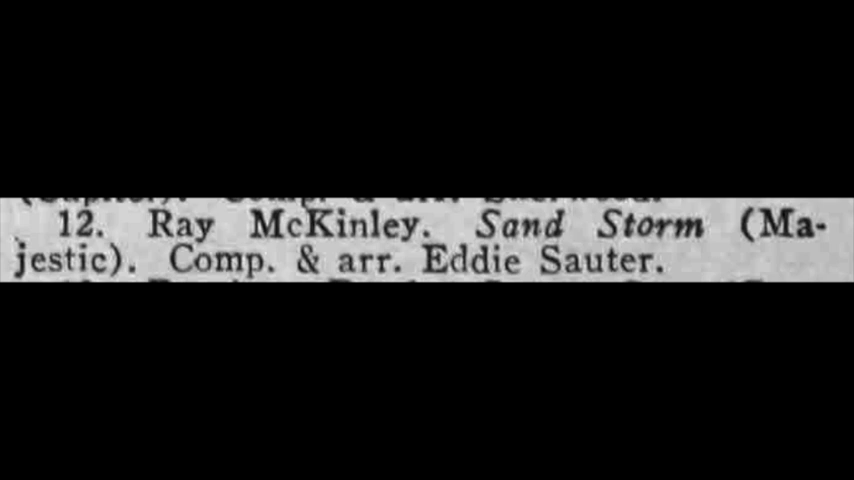 12. Ray McKinley. Sand Storm (Ma-
jestic). Comp. & arr. Eddie Sauter.